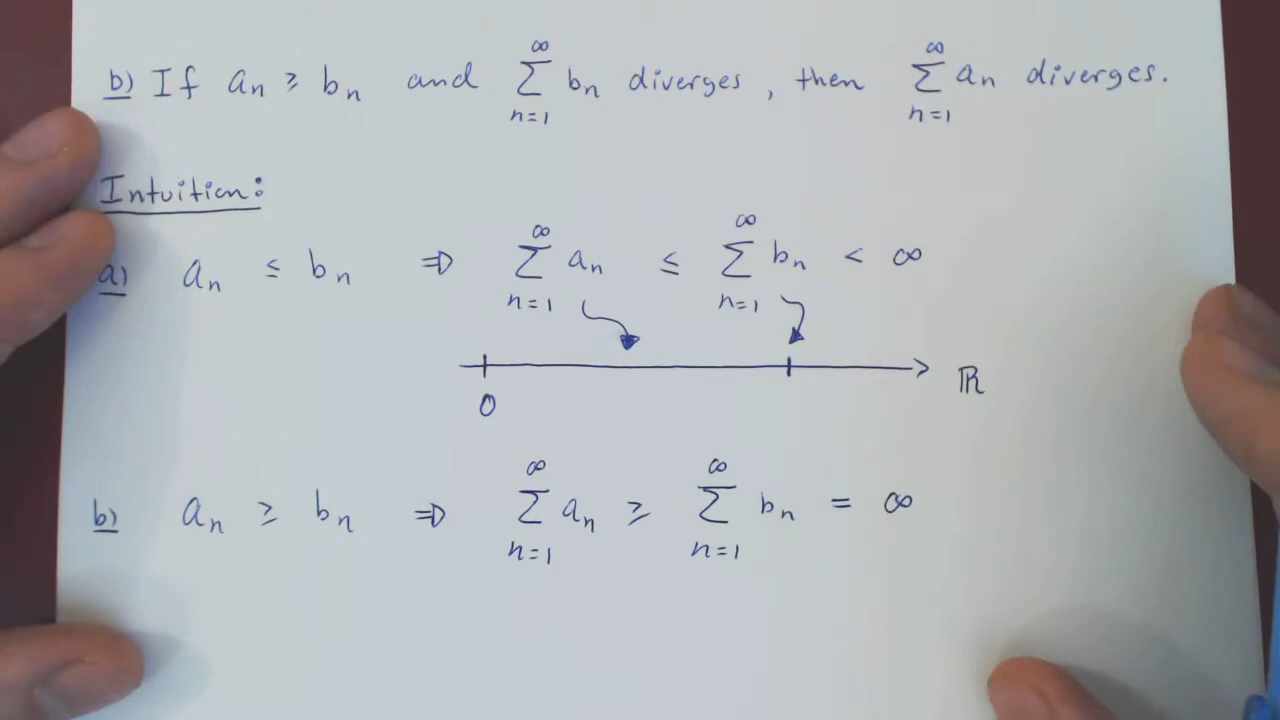 b) If aₙ ≥ bₙ and ∞∑n=1 bₙ diverges, then ∞∑n=1 aₙ diverges.
Intuition:
a) aₙ ≤ bₙ ⇒ ∞∑n=1 aₙ ≤ ∞∑n=1 bₙ < ∞
0 ℝ
b) aₙ ≥ bₙ ⇒ ∞∑n=1 aₙ ≥ ∞∑n=1 bₙ = ∞